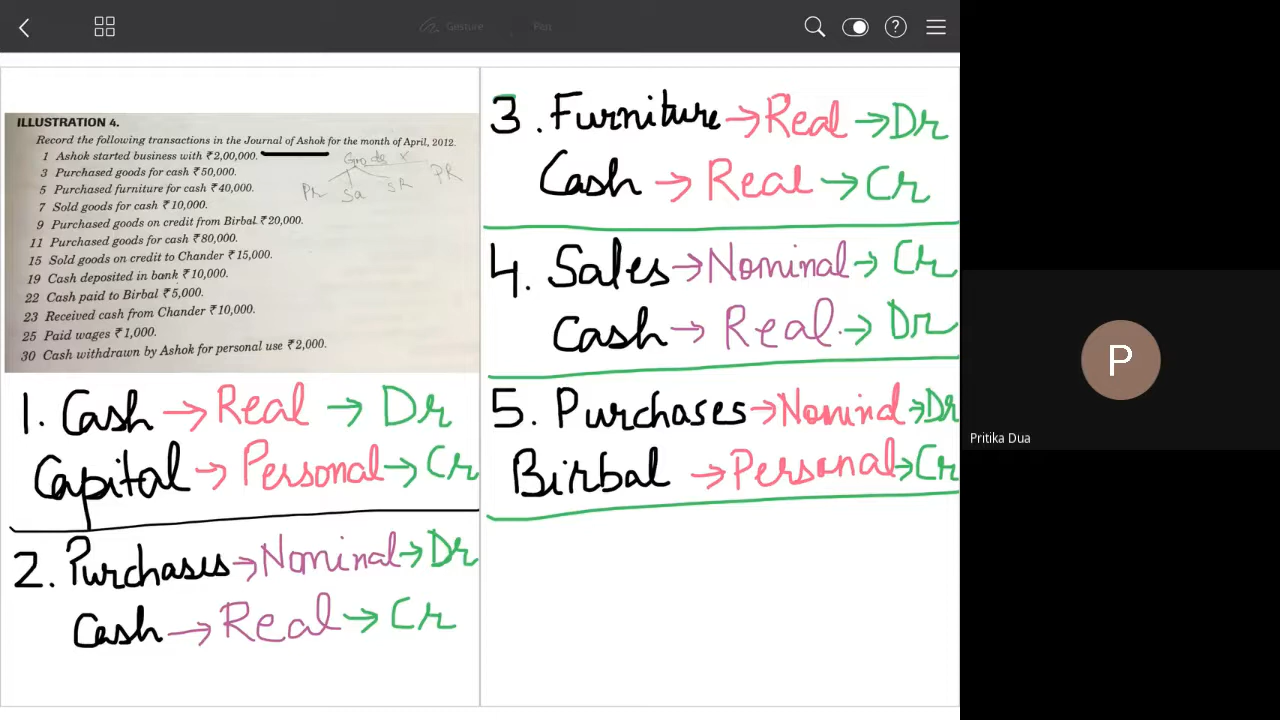 Gesture
Pen
ILLUSTRATION 4.
Record the following transactions in the Journal of Ashok for the month of April, 2012.
1 Ashok started business with ₹2,00,000.
3 Purchased goods for cash ₹50,000.
5 Purchased furniture for cash ₹40,000.
7 Sold goods for cash ₹10,000.
9 Purchased goods on credit from Birbal ₹20,000.
11 Purchased goods for cash ₹80,000.
15 Sold goods on credit to Chander ₹15,000.
19 Cash deposited in bank ₹10,000.
22 Cash paid to Birbal ₹5,000.
23 Received cash from Chander ₹10,000.
25 Paid wages ₹1,000.
30 Cash withdrawn by Ashok for personal use ₹2,000.
Goods x
PR Sa SR PR
1. Cash → Real → Dr
Capital → Personal → Cr
2. Purchases → Nominal → Dr
Cash → Real → Cr
3. Furniture → Real → Dr
Cash → Real → Cr
4. Sales → Nominal → Cr
Cash → Real → Dr
5. Purchases → Nominal → Dr
Birbal → Personal → Cr
P
Pritika Dua